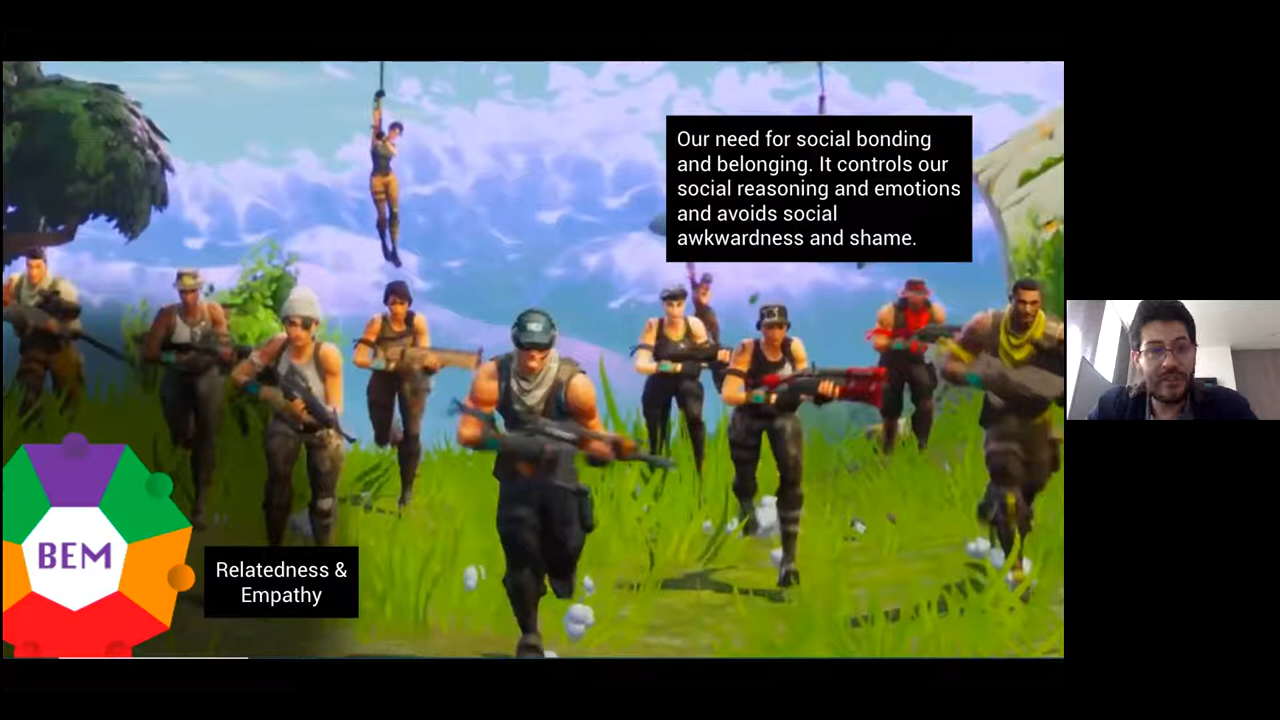 Our need for social bonding
and belonging. It controls our
social reasoning and emotions
and avoids social
awkwardness and shame.
BEM
Relatedness &
Empathy